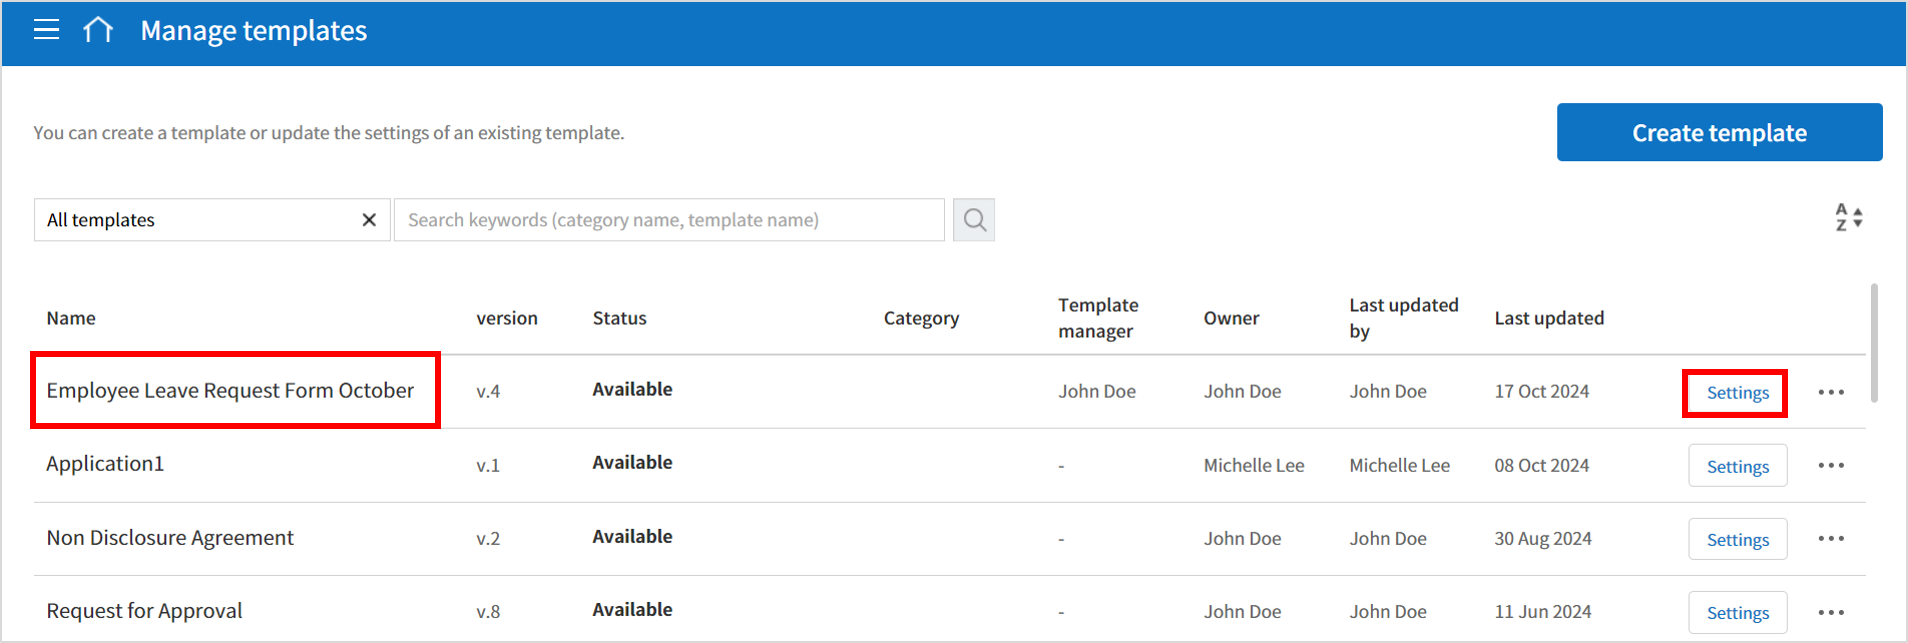 Manage templates
You can create a template or update the settings of an existing template.
Create template
All templates
Search keywords (category name, template name)
A
Z
Name version Status Category Template manager Owner Last updated by Last updated
Employee Leave Request Form October v.4 Available John Doe John Doe John Doe 17 Oct 2024 Settings
Application1 v.1 Available - Michelle Lee Michelle Lee 08 Oct 2024 Settings
Non Disclosure Agreement v.2 Available - John Doe John Doe 30 Aug 2024 Settings
Request for Approval v.8 Available - John Doe John Doe 11 Jun 2024 Settings